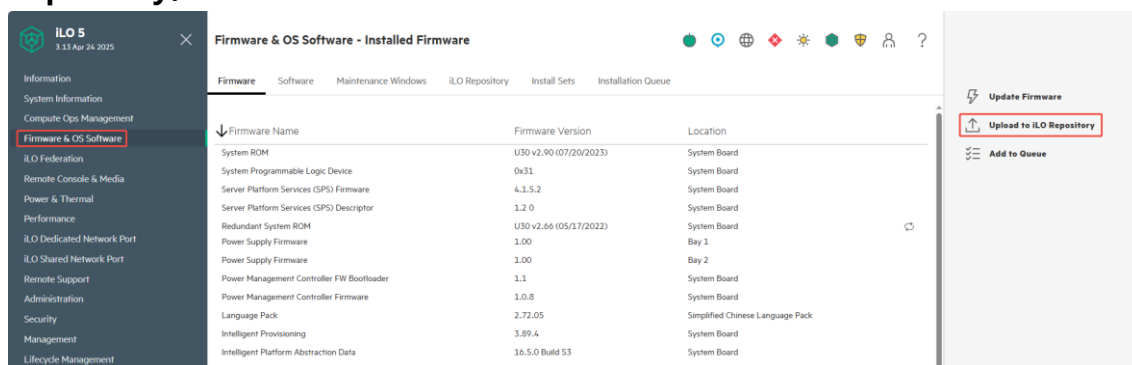 iLO 5
3.13 Apr 24 2025
Information
System Information
Compute Ops Management
Firmware & OS Software
iLO Federation
Remote Console & Media
Power & Thermal
Performance
iLO Dedicated Network Port
iLO Shared Network Port
Remote Support
Administration
Security
Management
Lifecycle Management
Firmware & OS Software - Installed Firmware
?
Firmware Software Maintenance Windows iLO Repository Install Sets Installation Queue
Firmware Name Firmware Version Location
System ROM U30 v2.90 (07/20/2023) System Board
System Programmable Logic Device 0x31 System Board
Server Platform Services (SPS) Firmware 4.1.5.2 System Board
Server Platform Services (SPS) Descriptor 1.2 0 System Board
Redundant System ROM U30 v2.66 (05/17/2022) System Board
Power Supply Firmware 1.00 Bay 1
Power Supply Firmware 1.00 Bay 2
Power Management Controller FW Bootloader 1.1 System Board
Power Management Controller Firmware 1.0.8 System Board
Language Pack 2.72.05 Simplified Chinese Language Pack
Intelligent Provisioning 3.89.4 System Board
Intelligent Platform Abstraction Data 16.5.0 Build 53 System Board
Update Firmware
Upload to iLO Repository
Add to Queue